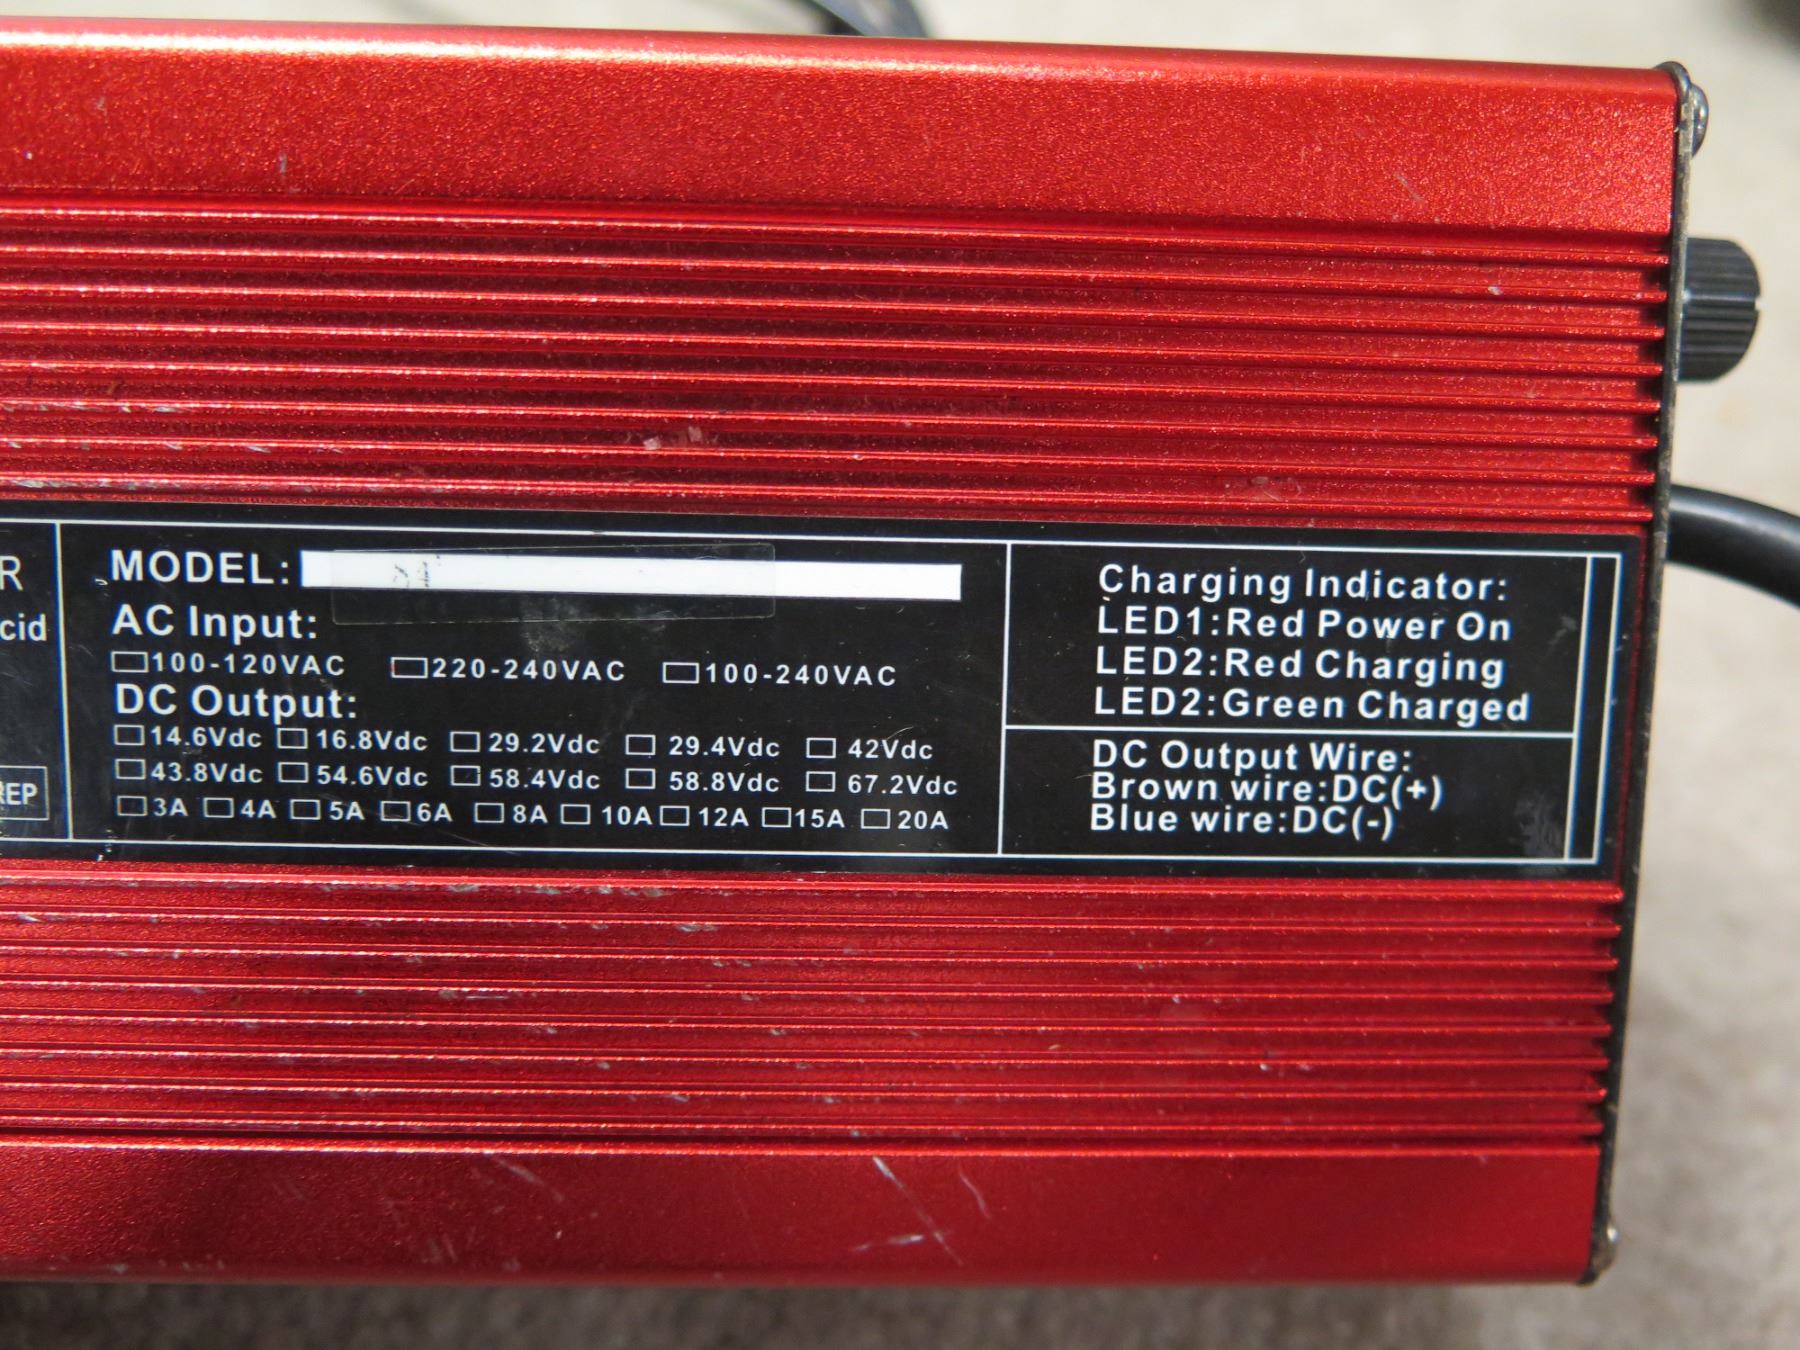 R
cid
REP
MODEL:
AC Input:
100-120VAC 220-240VAC 100-240VAC
DC Output:
14.6Vdc 16.8Vdc 29.2Vdc 29.4Vdc 42Vdc
43.8Vdc 54.6Vdc 58.4Vdc 58.8Vdc 67.2Vdc
3A 4A 5A 6A 8A 10A 12A 15A 20A
Charging Indicator:
LED1:Red Power On
LED2:Red Charging
LED2:Green Charged
DC Output Wire:
Brown wire:DC(+)
Blue wire:DC(-)